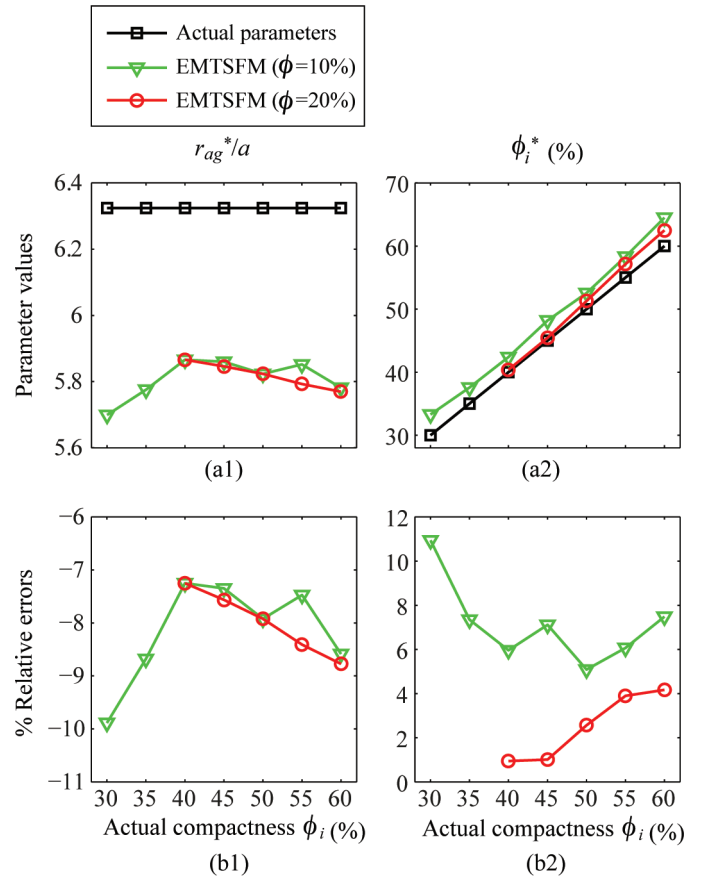 Actual parameters
EMTSFM (ϕ=10%)
EMTSFM (ϕ=20%)
r_ag*/a
ϕ_i* (%)
Parameter values
6.4
6.2
6
5.8
5.6
70
60
50
40
30
(a1)
(a2)
% Relative errors
−6
−7
−8
−9
−10
−11
12
10
8
6
4
2
0
30 35 40 45 50 55 60
30 35 40 45 50 55 60
Actual compactness ϕ_i (%)
Actual compactness ϕ_i (%)
(b1)
(b2)